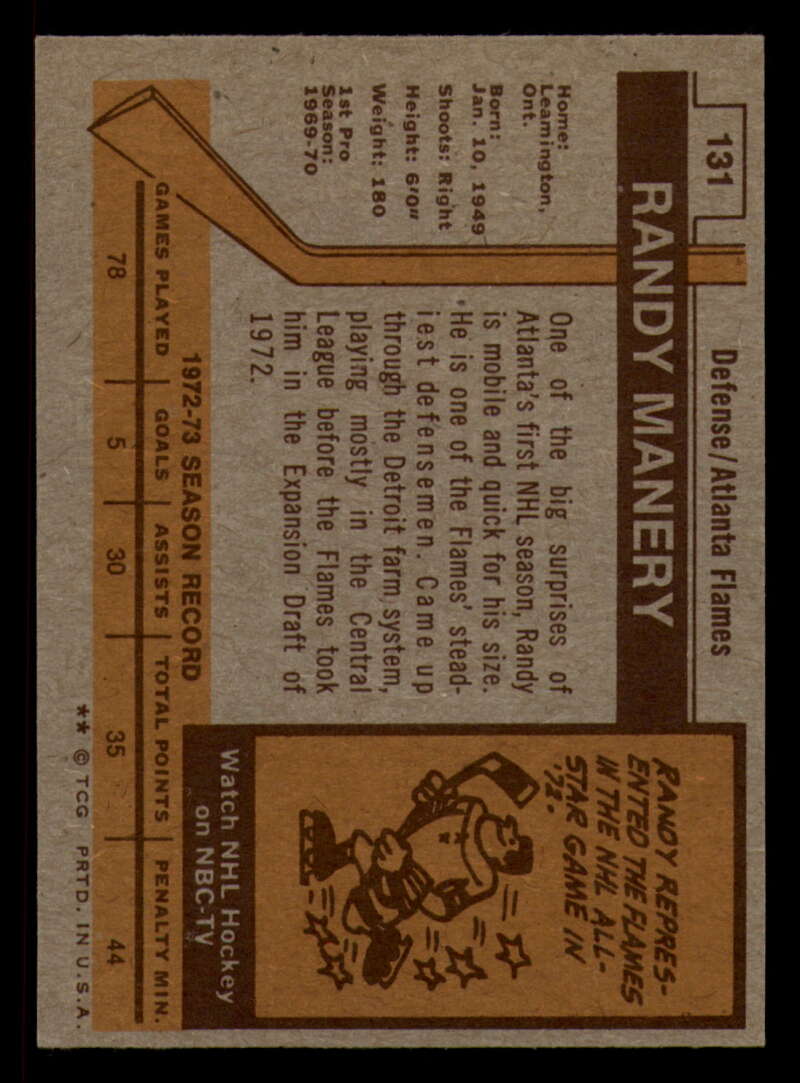 131
Defense/Atlanta Flames
RANDY MANERY
Home:
Leamington,
Ont.
Born:
Jan. 10, 1949
Shoots: Right
Height: 6'0"
Weight: 180
1st Pro
Season:
1969-70
One of the big surprises of
Atlanta's first NHL season, Randy
is mobile and quick for his size.
He is one of the Flames' stead-
iest defensemen. Came up
through the Detroit farm system,
playing mostly in the Central
League before the Flames took
him in the Expansion Draft of
1972.
RANDY REPRES-
ENTED THE FLAMES
IN THE NHL ALL-
STAR GAME IN
'73.
Watch NHL Hockey
on NBC-TV
1972-73 SEASON RECORD
GAMES PLAYED GOALS ASSISTS TOTAL POINTS PENALTY MIN.
78 5 30 35 44
** © TCG PRTD. IN U.S.A.